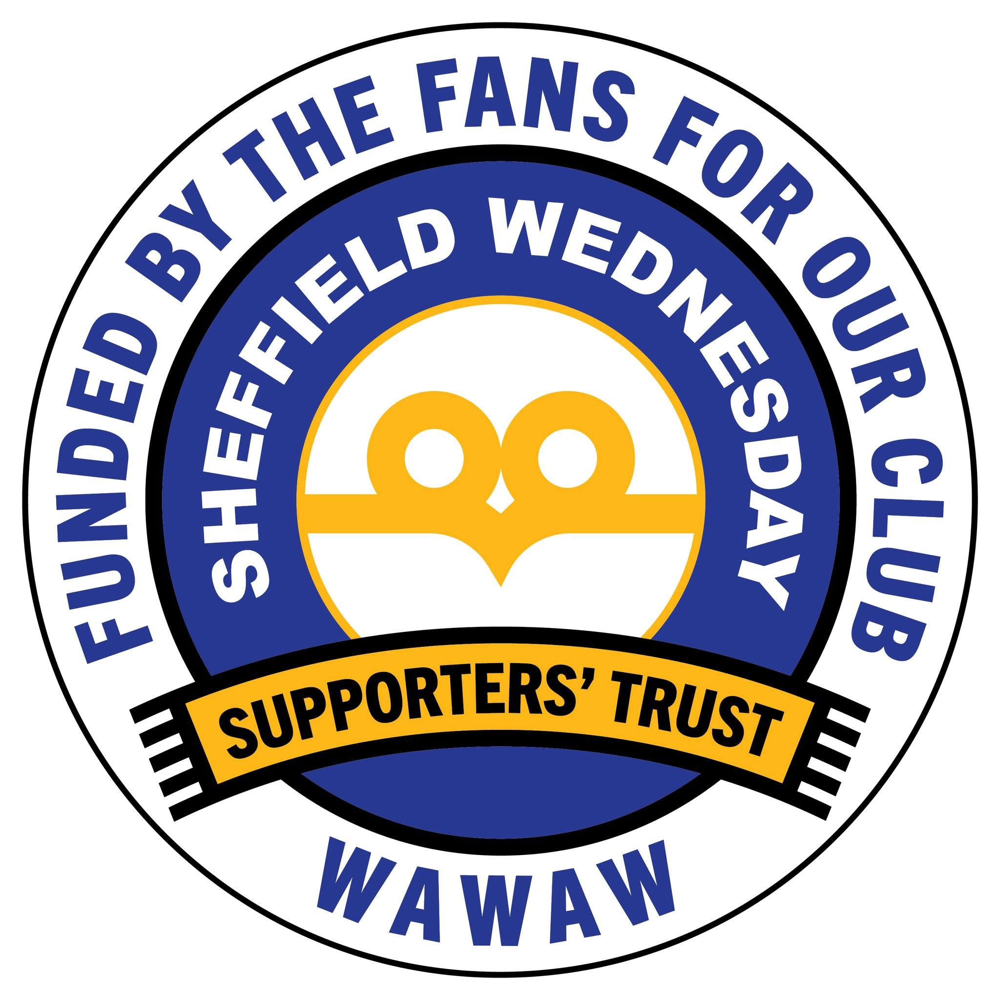 FUNDED BY THE FANS FOR OUR CLUB
SHEFFIELD WEDNESDAY
SUPPORTERS’ TRUST
WAWAW